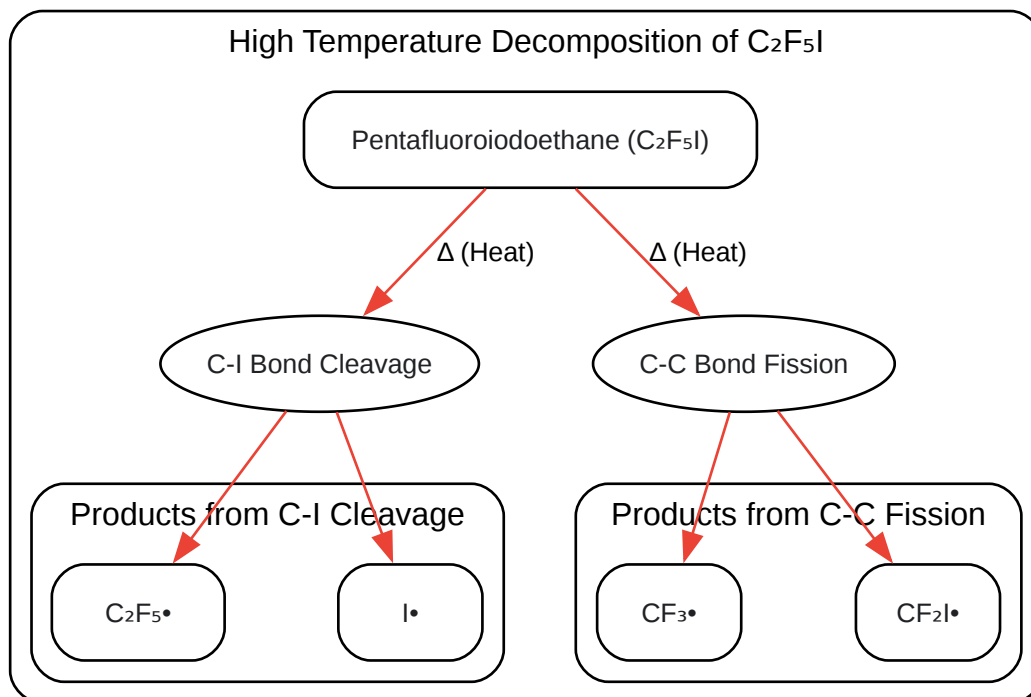 High Temperature Decomposition of C₂F₅I
Pentafluoroiodoethane (C₂F₅I)
Δ (Heat)
Δ (Heat)
C-I Bond Cleavage
C-C Bond Fission
Products from C-I Cleavage
Products from C-C Fission
C₂F₅•
I•
CF₃•
CF₂I•